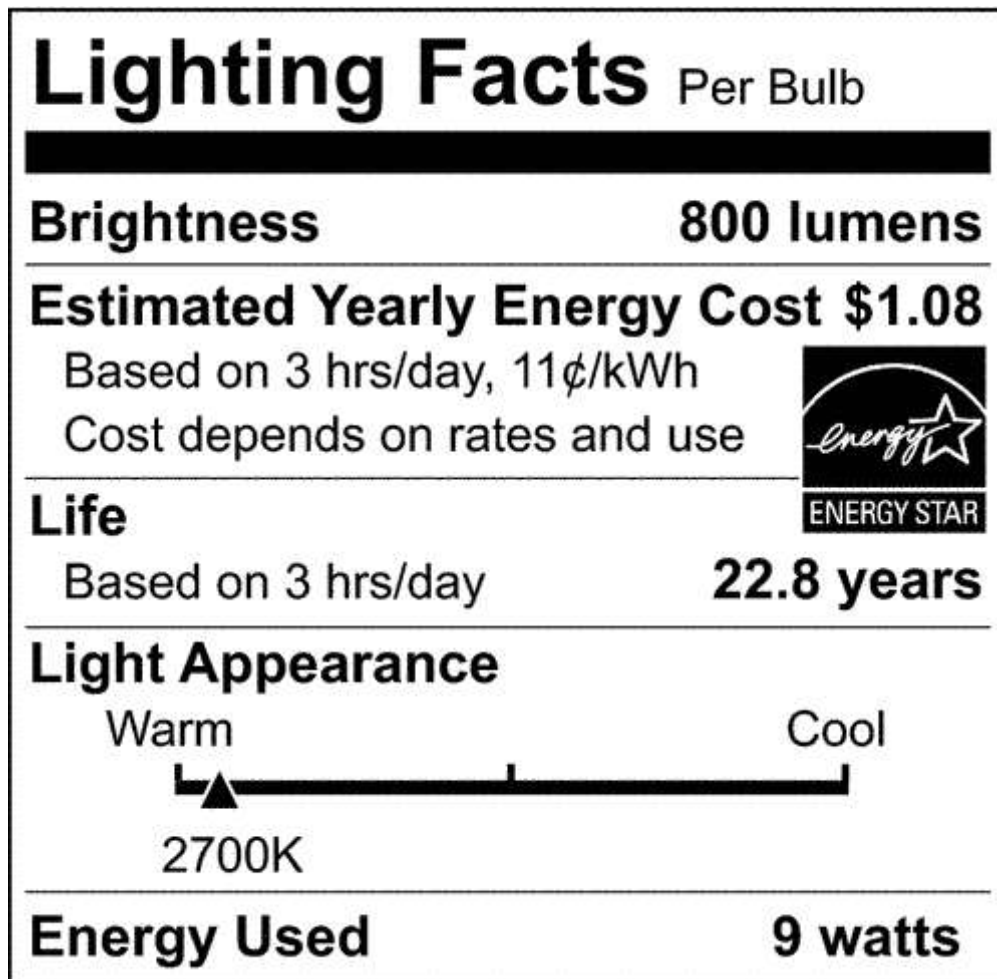 Lighting Facts Per Bulb
Brightness 800 lumens
Estimated Yearly Energy Cost $1.08
Based on 3 hrs/day, 11¢/kWh
Cost depends on rates and use
energy
ENERGY STAR
Life
Based on 3 hrs/day 22.8 years
Light Appearance
Warm Cool
2700K
Energy Used 9 watts